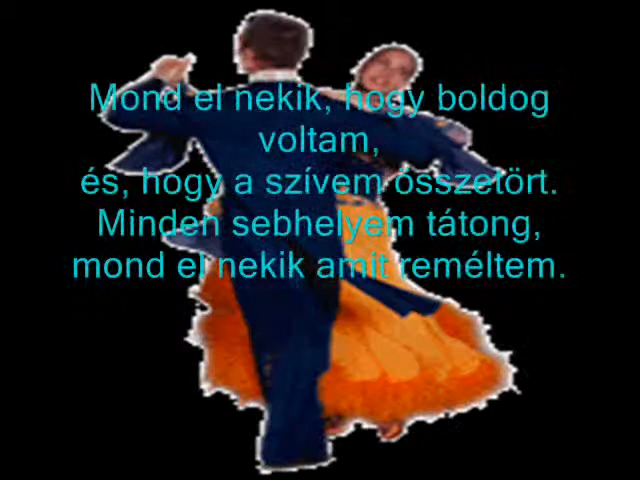 Mond el nekik, hogy boldog
voltam,
és, hogy a szívem összetört.
Minden sebhelyem tátong,
mond el nekik amit reméltem.